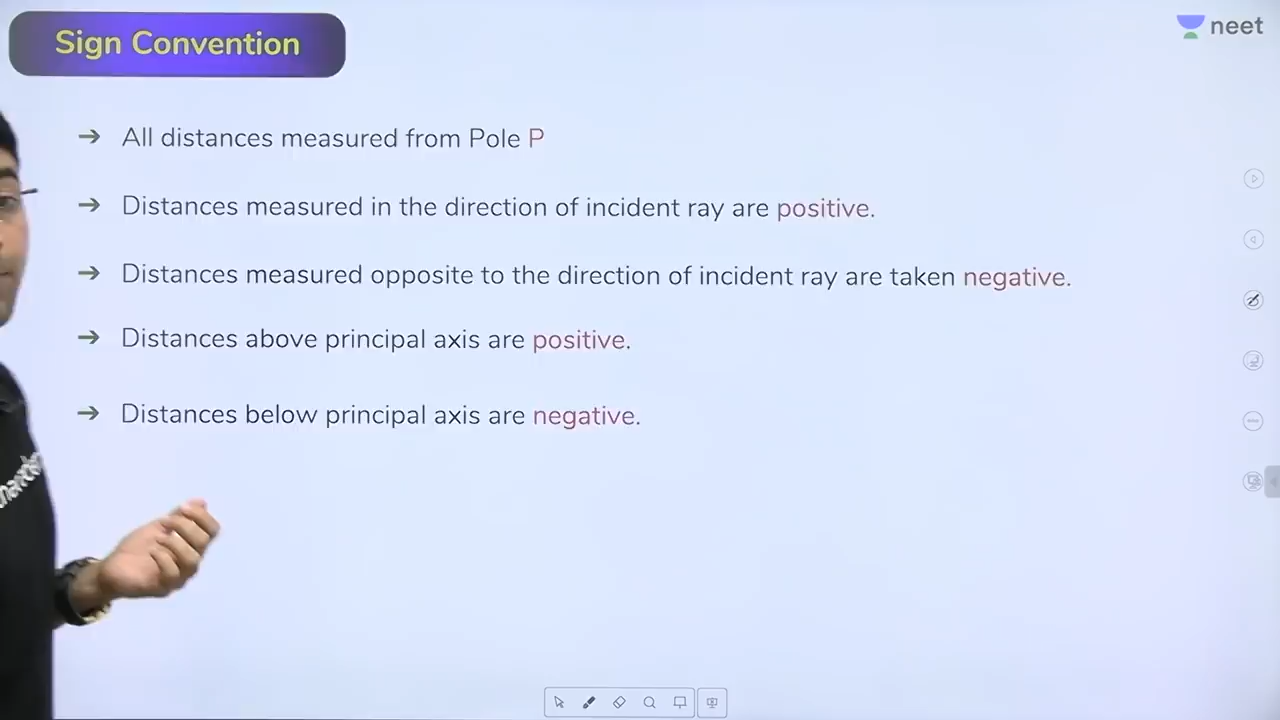 Sign Convention
neet
→ All distances measured from Pole P
→ Distances measured in the direction of incident ray are positive.
→ Distances measured opposite to the direction of incident ray are taken negative.
→ Distances above principal axis are positive.
→ Distances below principal axis are negative.